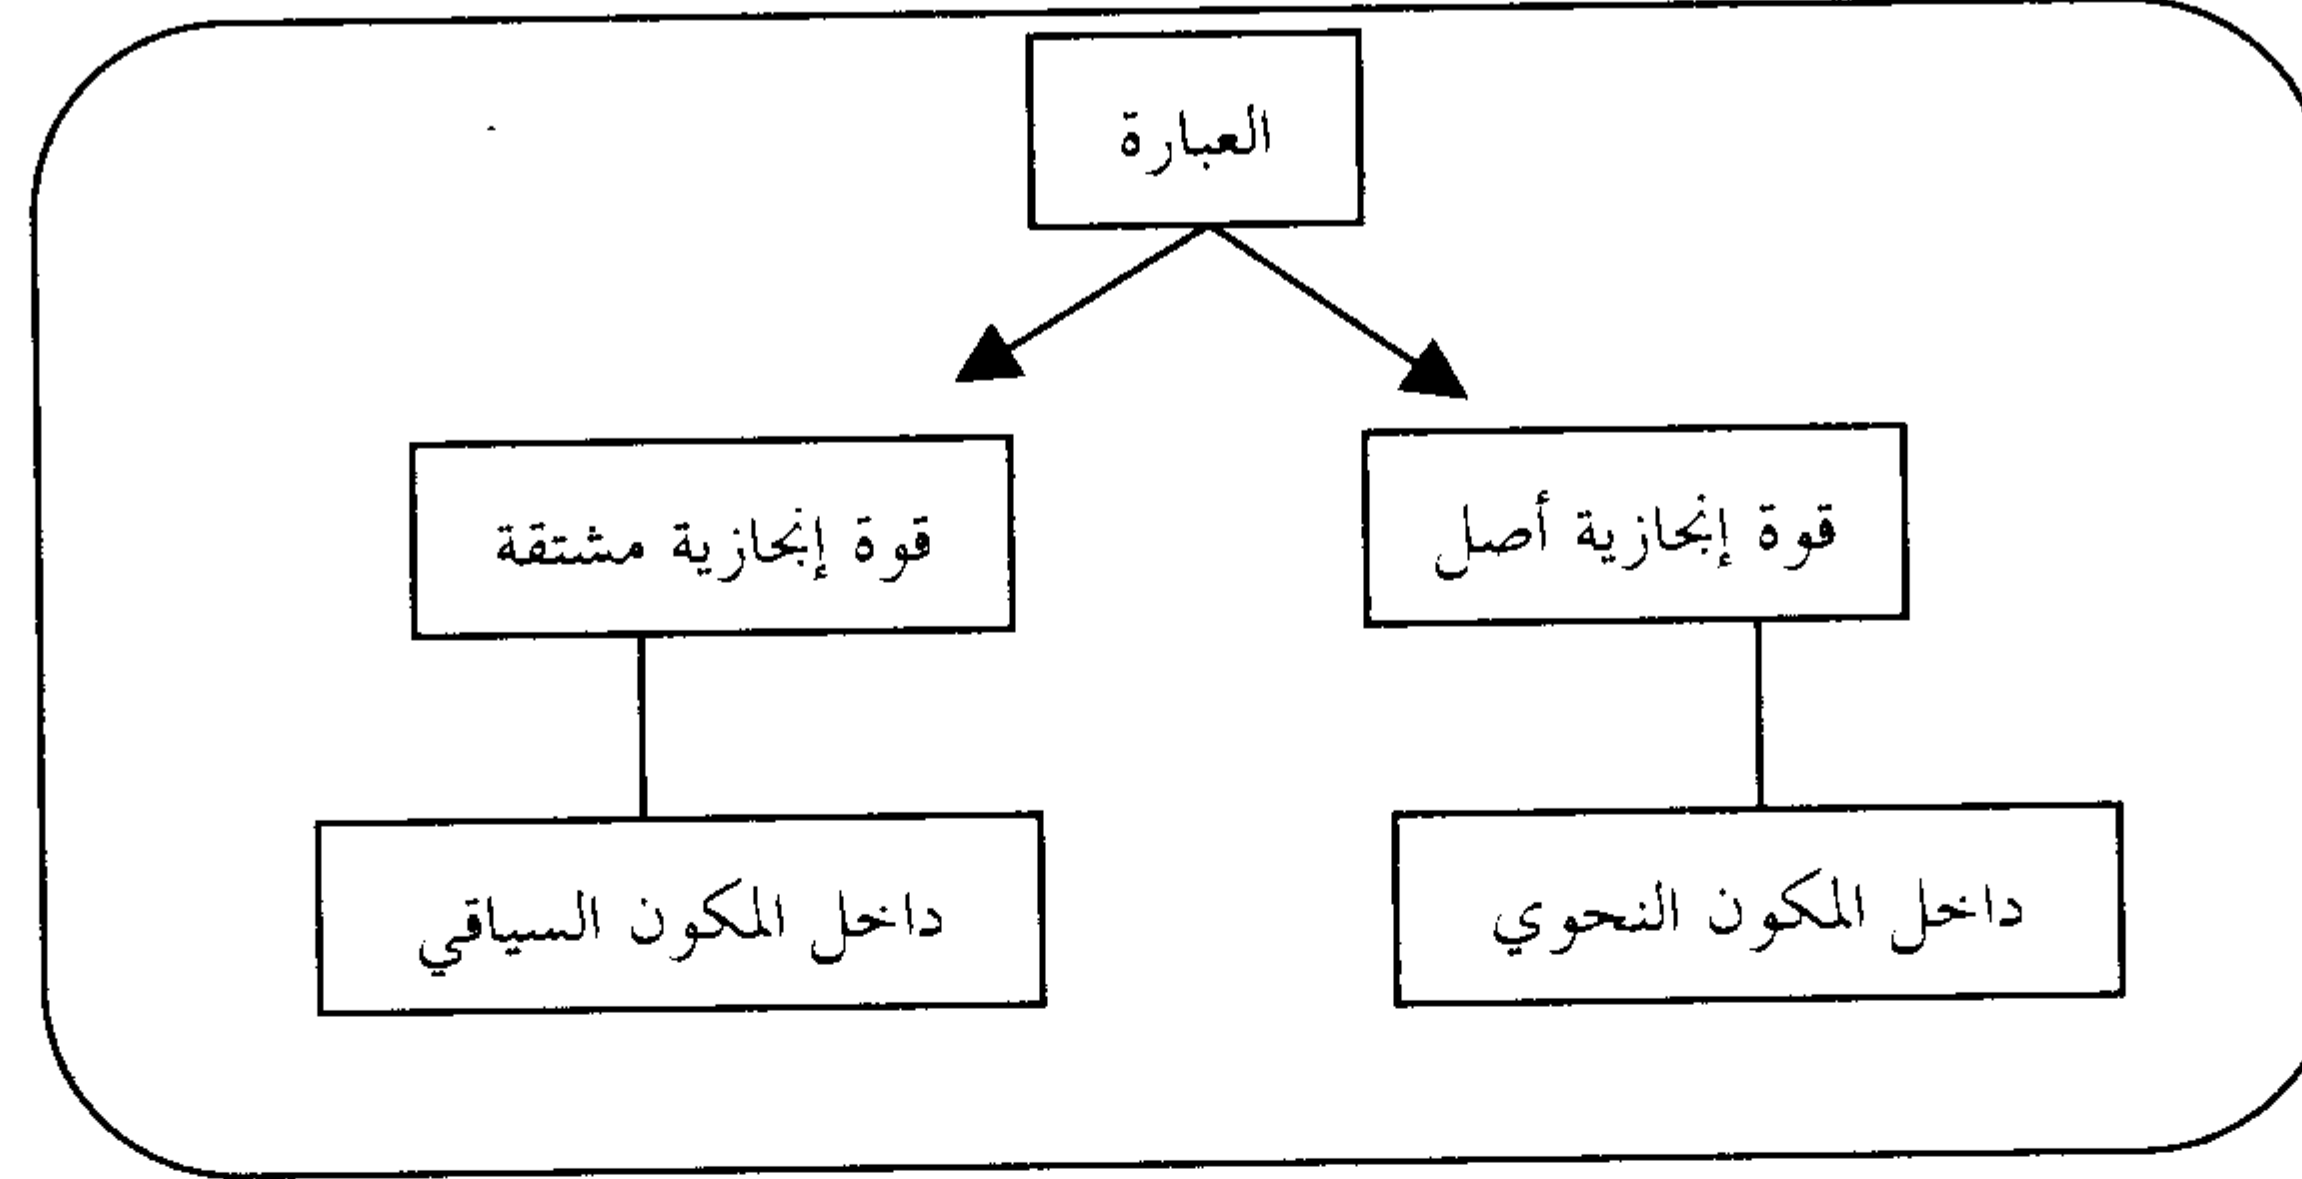 العبارة
قوة إنجازية أصل
قوة إنجازية مشتقة
داخل المكون النحوي
داخل المكون السياقي